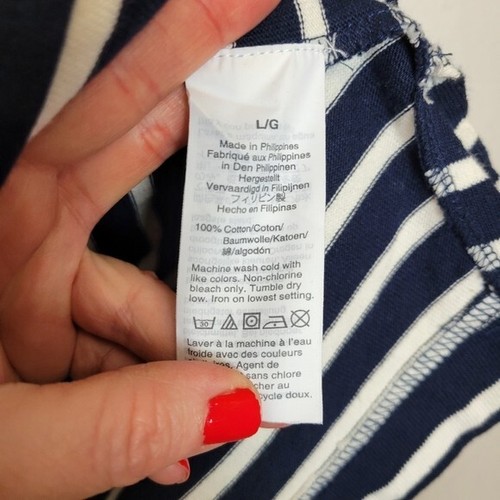 L/G
Made in Philippines
Fabriqué aux Philippines
in Den Philippinen
Hergestellt
Vervaardigd in Filipijnen
フィリピン製
Hecho en Filipinas
100% Cotton/Coton/
Baumwolle/Katoen/
綿/algodón
Machine wash cold with
like colors. Non-chlorine
bleach only. Tumble dry
low. Iron on lowest setting.
30
Laver à la machine à l'eau
froide avec des couleurs
Agent de
sans chlore
cher au
cycle doux.